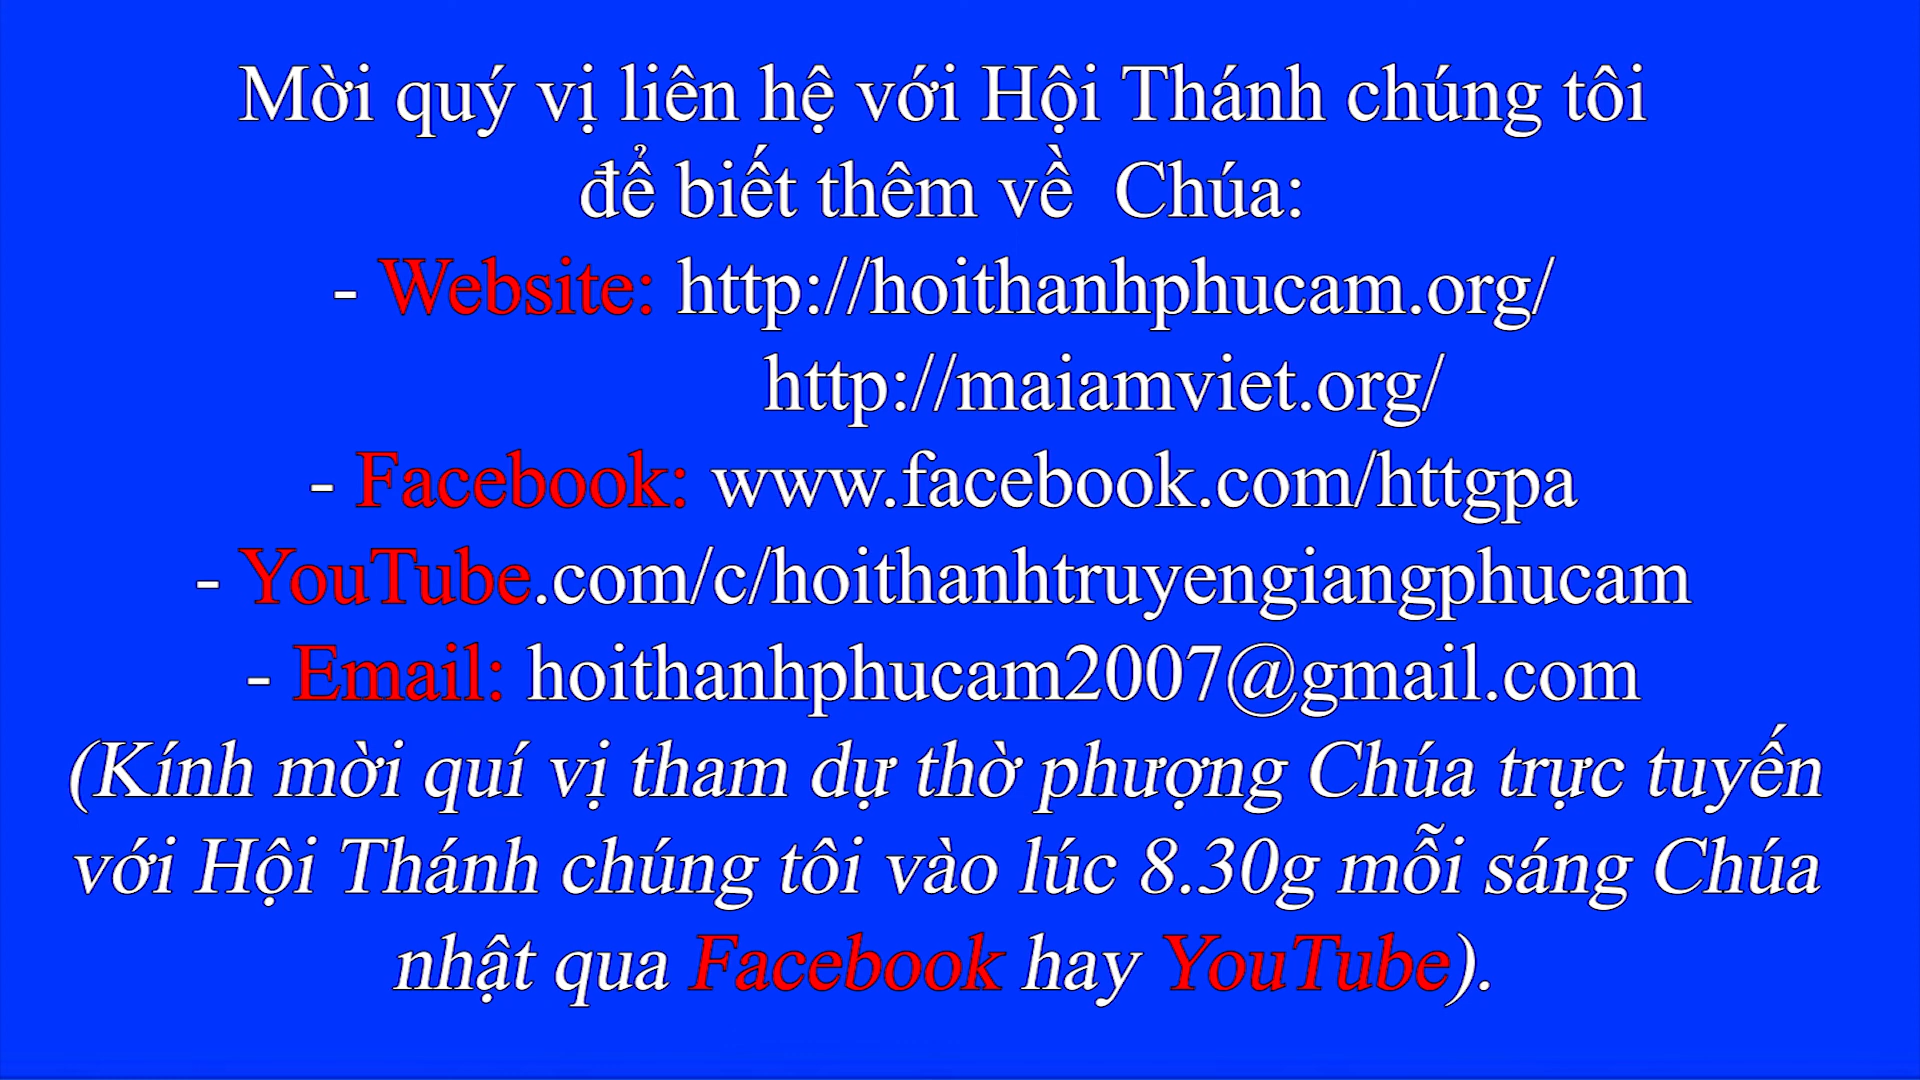 Mời quý vị liên hệ với Hội Thánh chúng tôi
để biết thêm về Chúa:
- Website: http://hoithanhphucam.org/
http://maiamviet.org/
- Facebook: www.facebook.com/httgpa
- YouTube.com/c/hoithanhtruyengiangphucam
- Email: hoithanhphucam2007@gmail.com
(Kính mời quí vị tham dự thờ phượng Chúa trực tuyến
với Hội Thánh chúng tôi vào lúc 8.30g mỗi sáng Chúa
nhật qua Facebook hay YouTube).